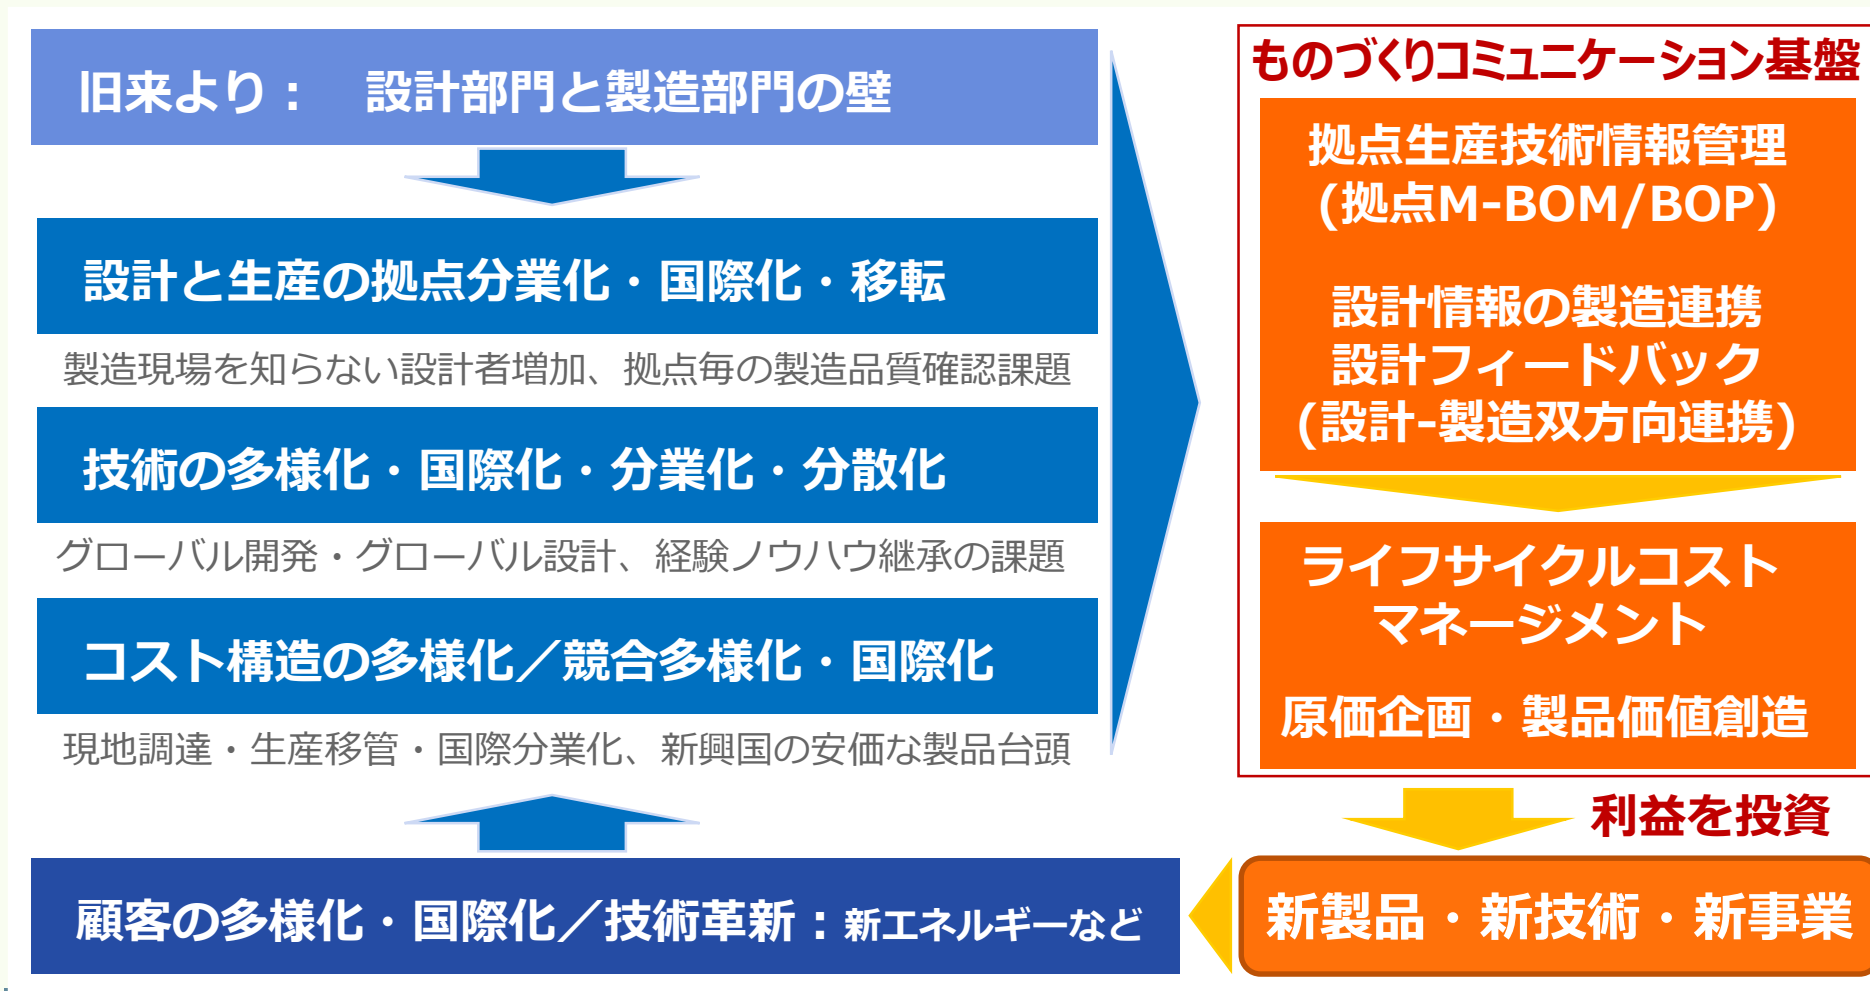 旧来より：　設計部門と製造部門の壁
設計と生産の拠点分業化・国際化・移転
製造現場を知らない設計者増加、拠点毎の製造品質確認課題
技術の多様化・国際化・分業化・分散化
グローバル開発・グローバル設計、経験ノウハウ継承の課題
コスト構造の多様化／競合多様化・国際化
現地調達・生産移管・国際分業化、新興国の安価な製品台頭
顧客の多様化・国際化／技術革新：新エネルギーなど
ものづくりコミュニケーション基盤
拠点生産技術情報管理
(拠点M-BOM/BOP)
設計情報の製造連携
設計フィードバック
(設計-製造双方向連携)
ライフサイクルコスト
マネージメント
原価企画・製品価値創造
利益を投資
新製品・新技術・新事業